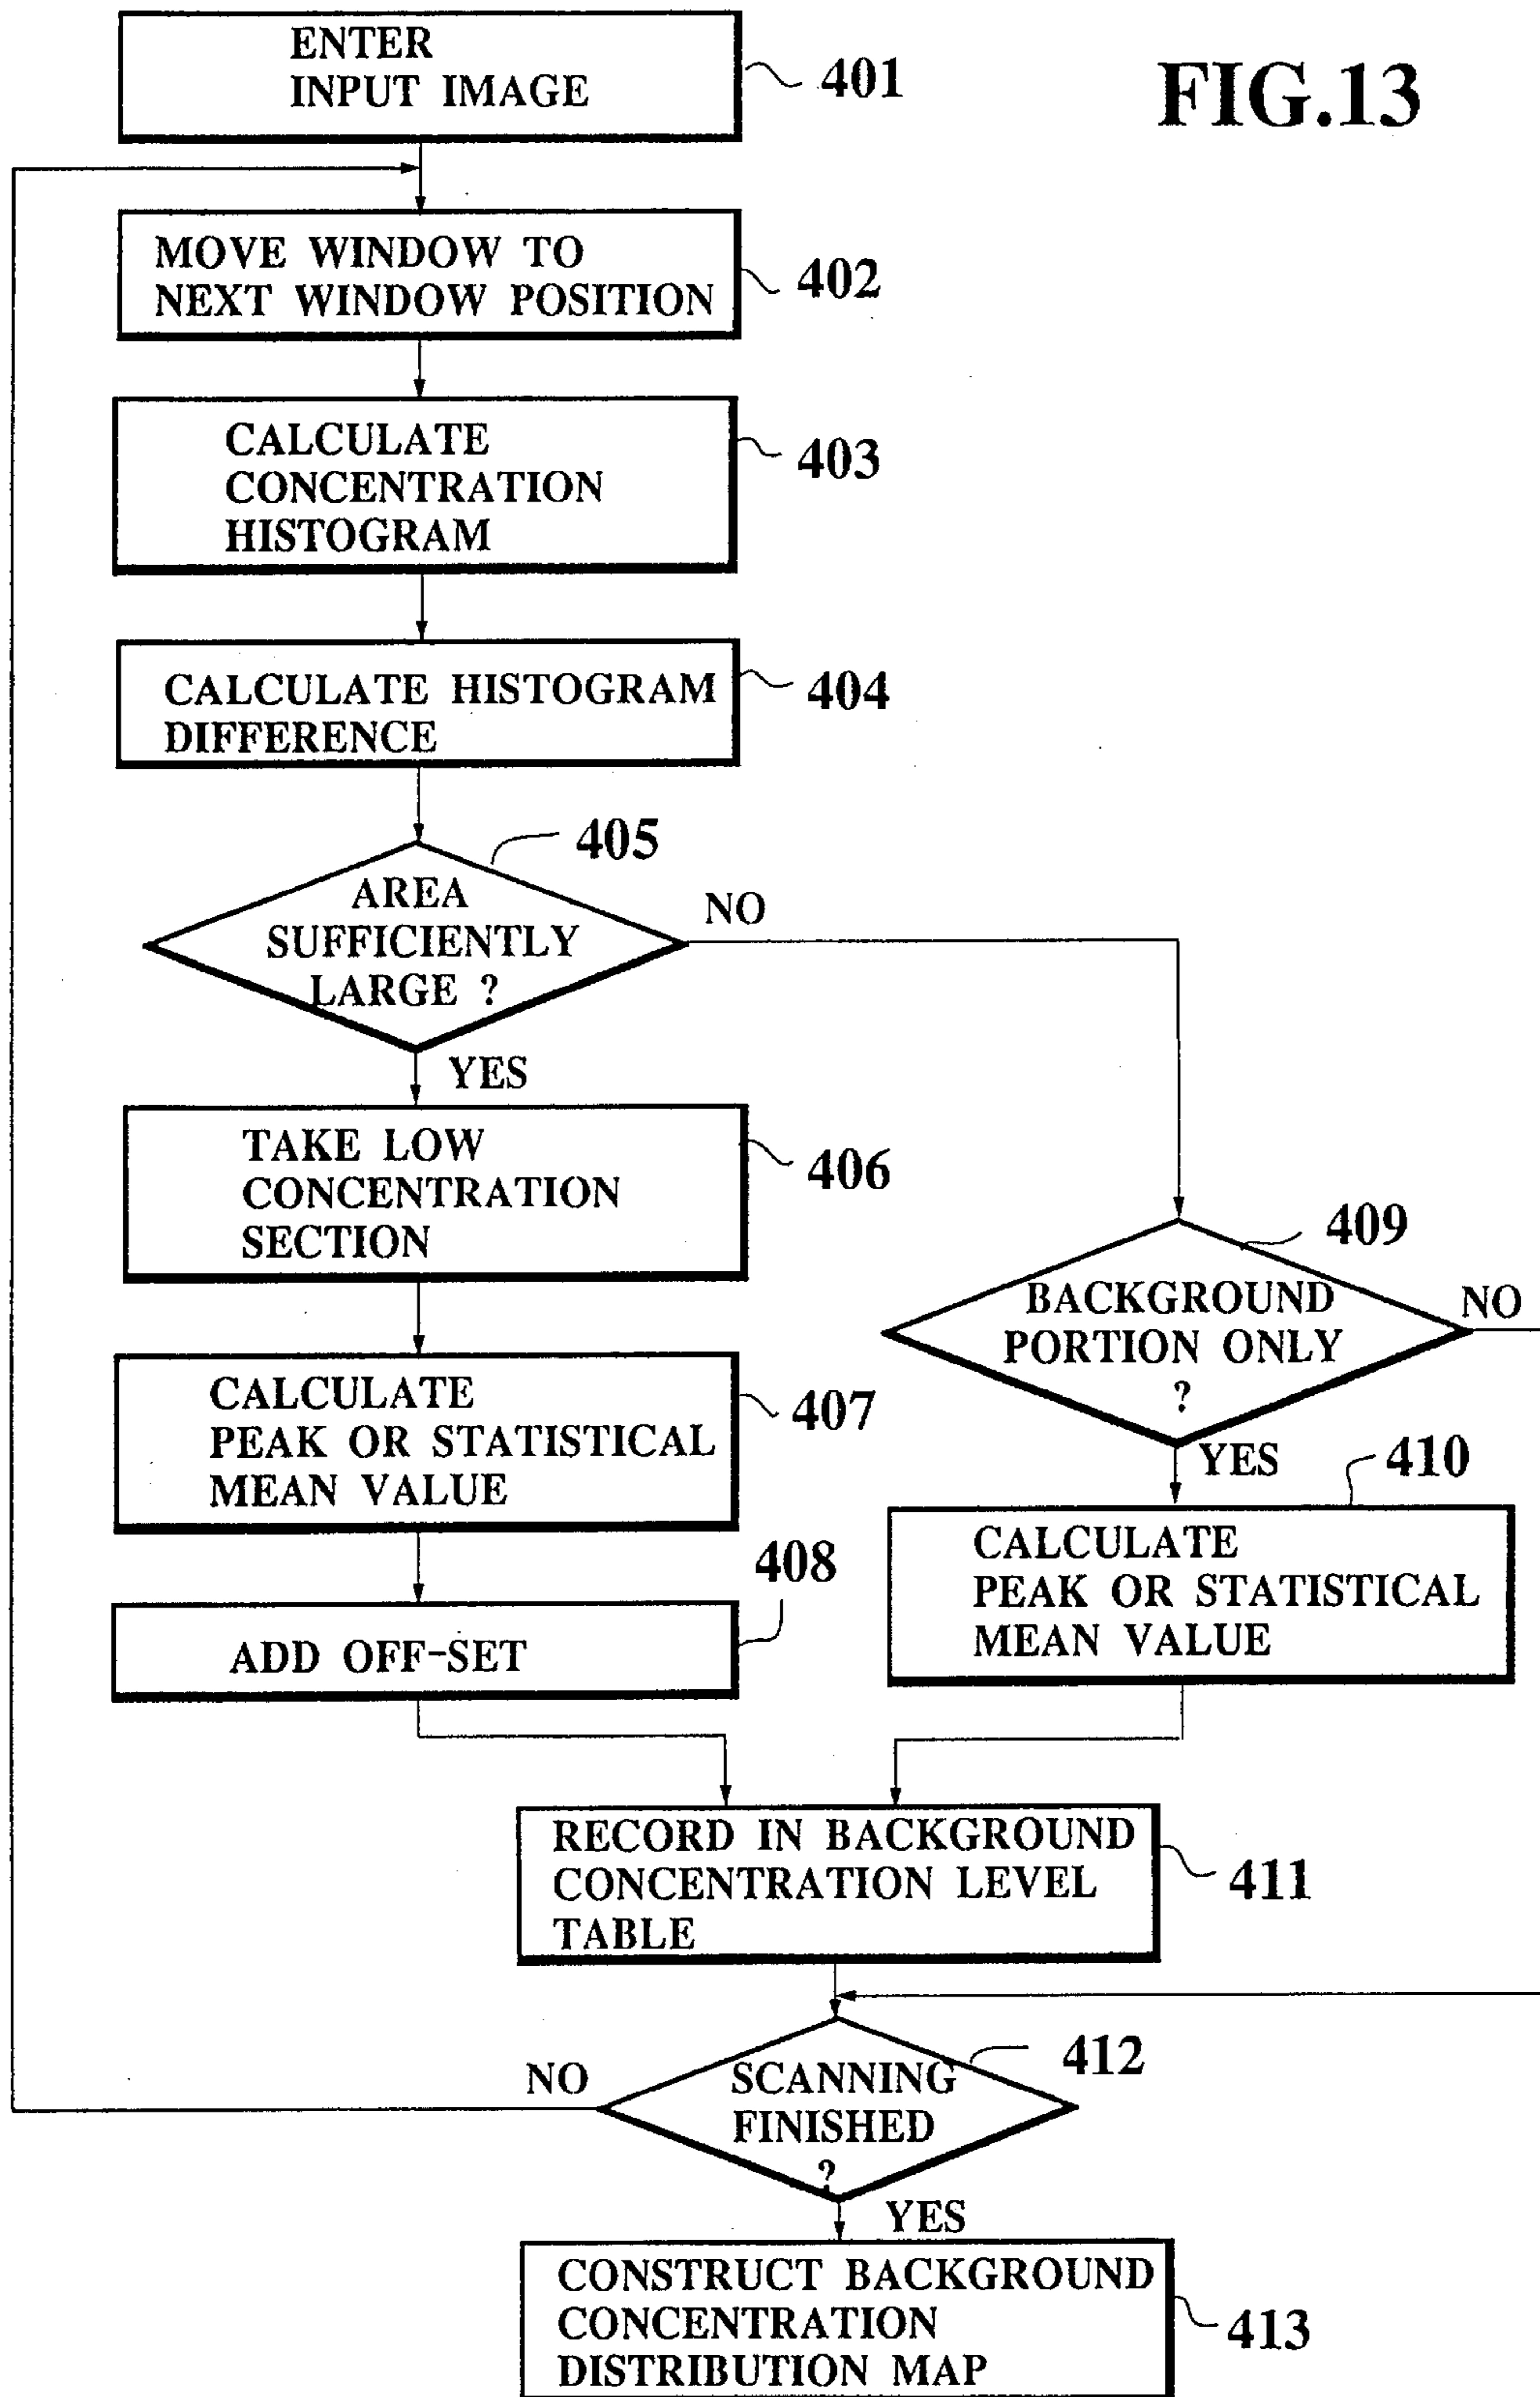 FIG.13
ENTER
INPUT IMAGE
401
MOVE WINDOW TO
NEXT WINDOW POSITION
402
CALCULATE
CONCENTRATION
HISTOGRAM
403
CALCULATE HISTOGRAM
DIFFERENCE
404
405
AREA
SUFFICIENTLY
LARGE ?
NO
YES
TAKE LOW
CONCENTRATION
SECTION
406
409
BACKGROUND
PORTION ONLY
?
NO
YES
CALCULATE
PEAK OR STATISTICAL
MEAN VALUE
407
410
CALCULATE
PEAK OR STATISTICAL
MEAN VALUE
408
ADD OFF-SET
RECORD IN BACKGROUND
CONCENTRATION LEVEL
TABLE
411
412
SCANNING
FINISHED
?
NO
YES
CONSTRUCT BACKGROUND
CONCENTRATION
DISTRIBUTION MAP
413